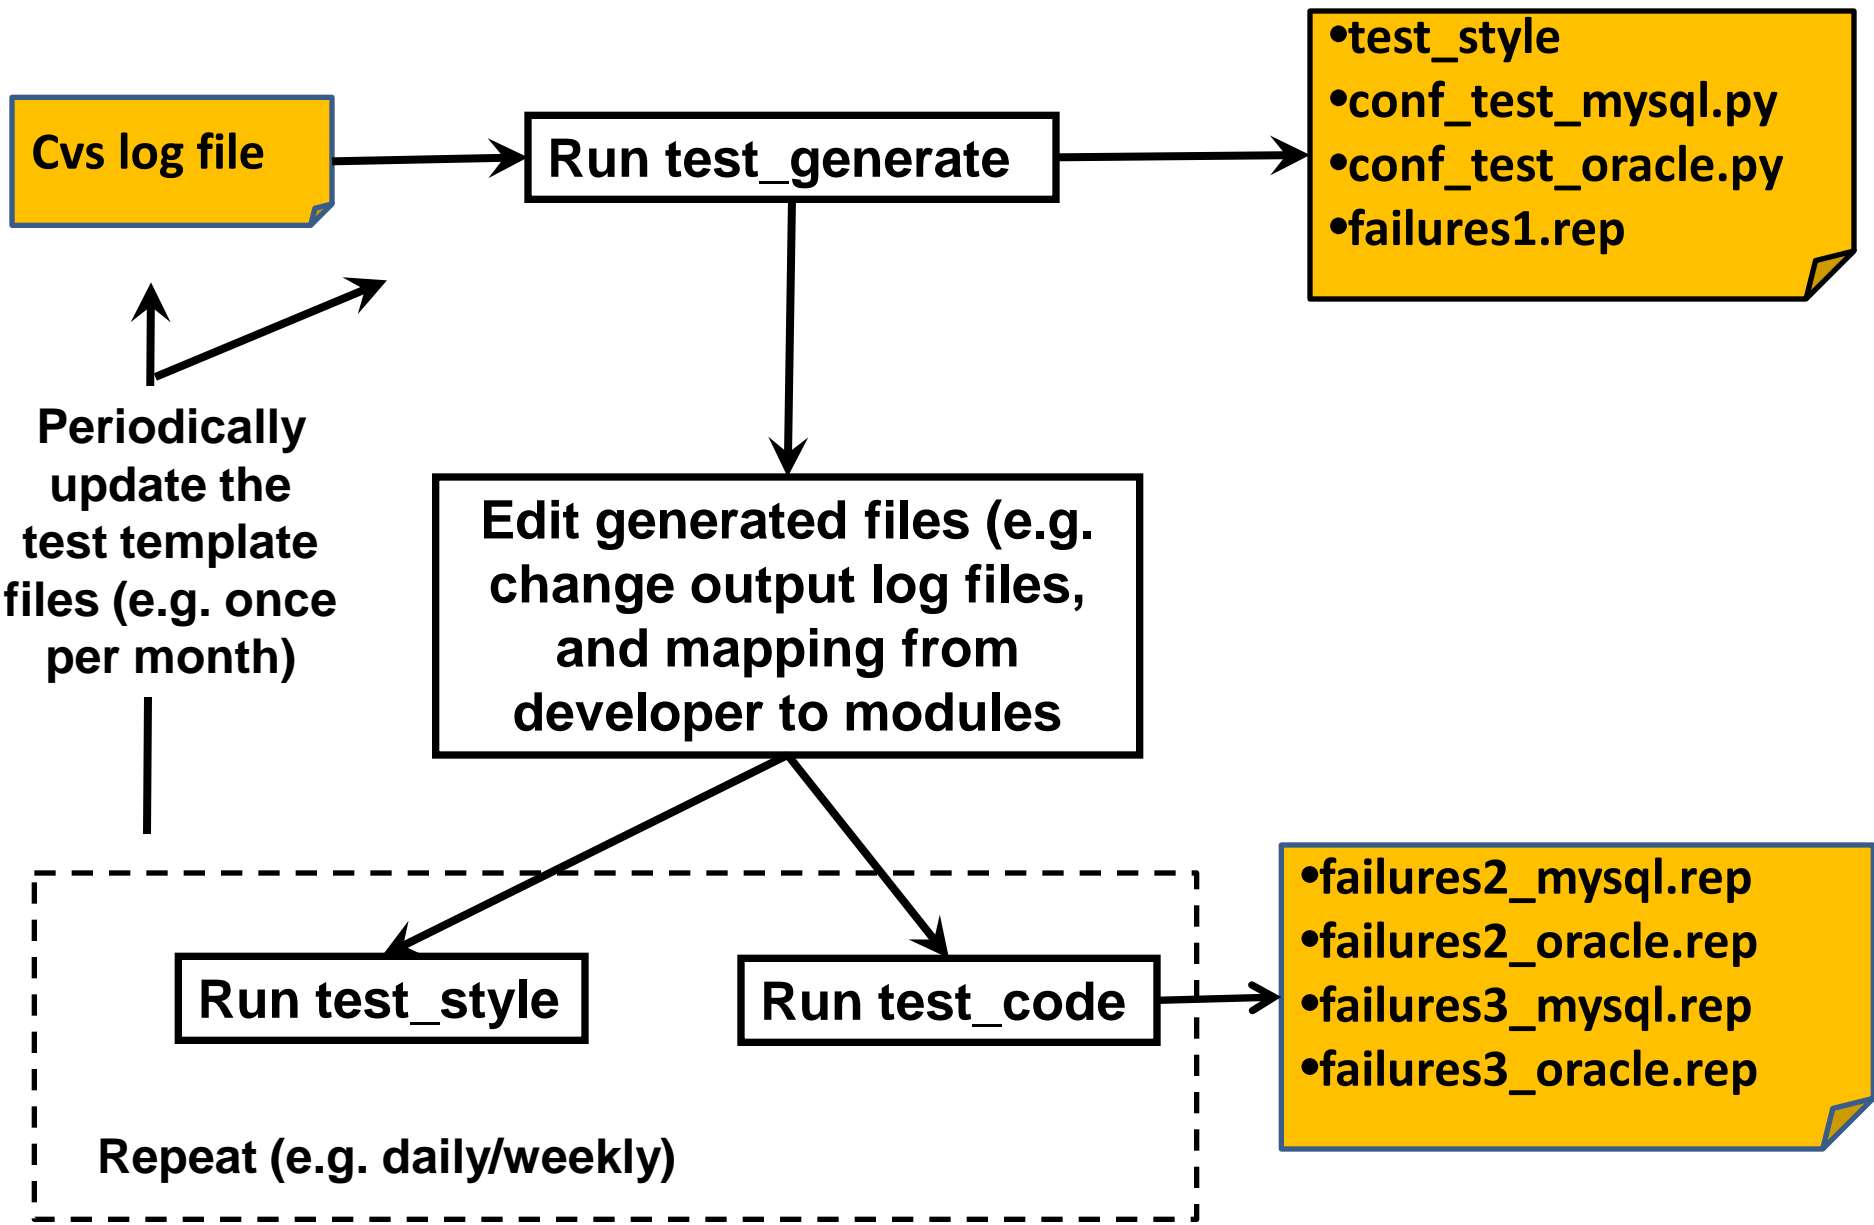 Cvs log file
Run test_generate
•test_style
•conf_test_mysql.py
•conf_test_oracle.py
•failures1.rep
Periodically
update the
test template
files (e.g. once
per month)
Edit generated files (e.g.
change output log files,
and mapping from
developer to modules
Run test_style
Run test_code
•failures2_mysql.rep
•failures2_oracle.rep
•failures3_mysql.rep
•failures3_oracle.rep
Repeat (e.g. daily/weekly)